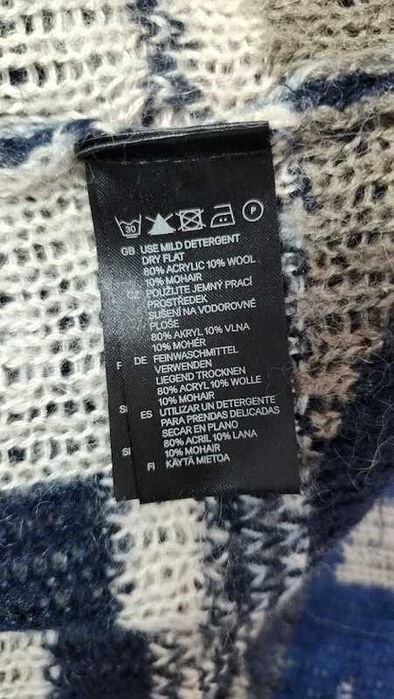 30 P
GB USE MILD DETERGENT
DRY FLAT
80% ACRYLIC 10% WOOL
10% MOHAIR
CZ POUŽIJTE JEMNÝ PRACÍ
PROSTŘEDEK
SUŠENÍ NA VODOROVNÉ
PLOŠE
80% AKRYL 10% VLNA
10% MOHÉR
DE FEINWASCHMITTEL
VERWENDEN
LIEGEND TROCKNEN
80% ACRYL 10% WOLLE
10% MOHAIR
ES UTILIZAR UN DETERGENTE
PARA PRENDAS DELICADAS
SECAR EN PLANO
80% ACRIL 10% LANA
10% MOHAIR
FI KÄYTÄ MIETOA